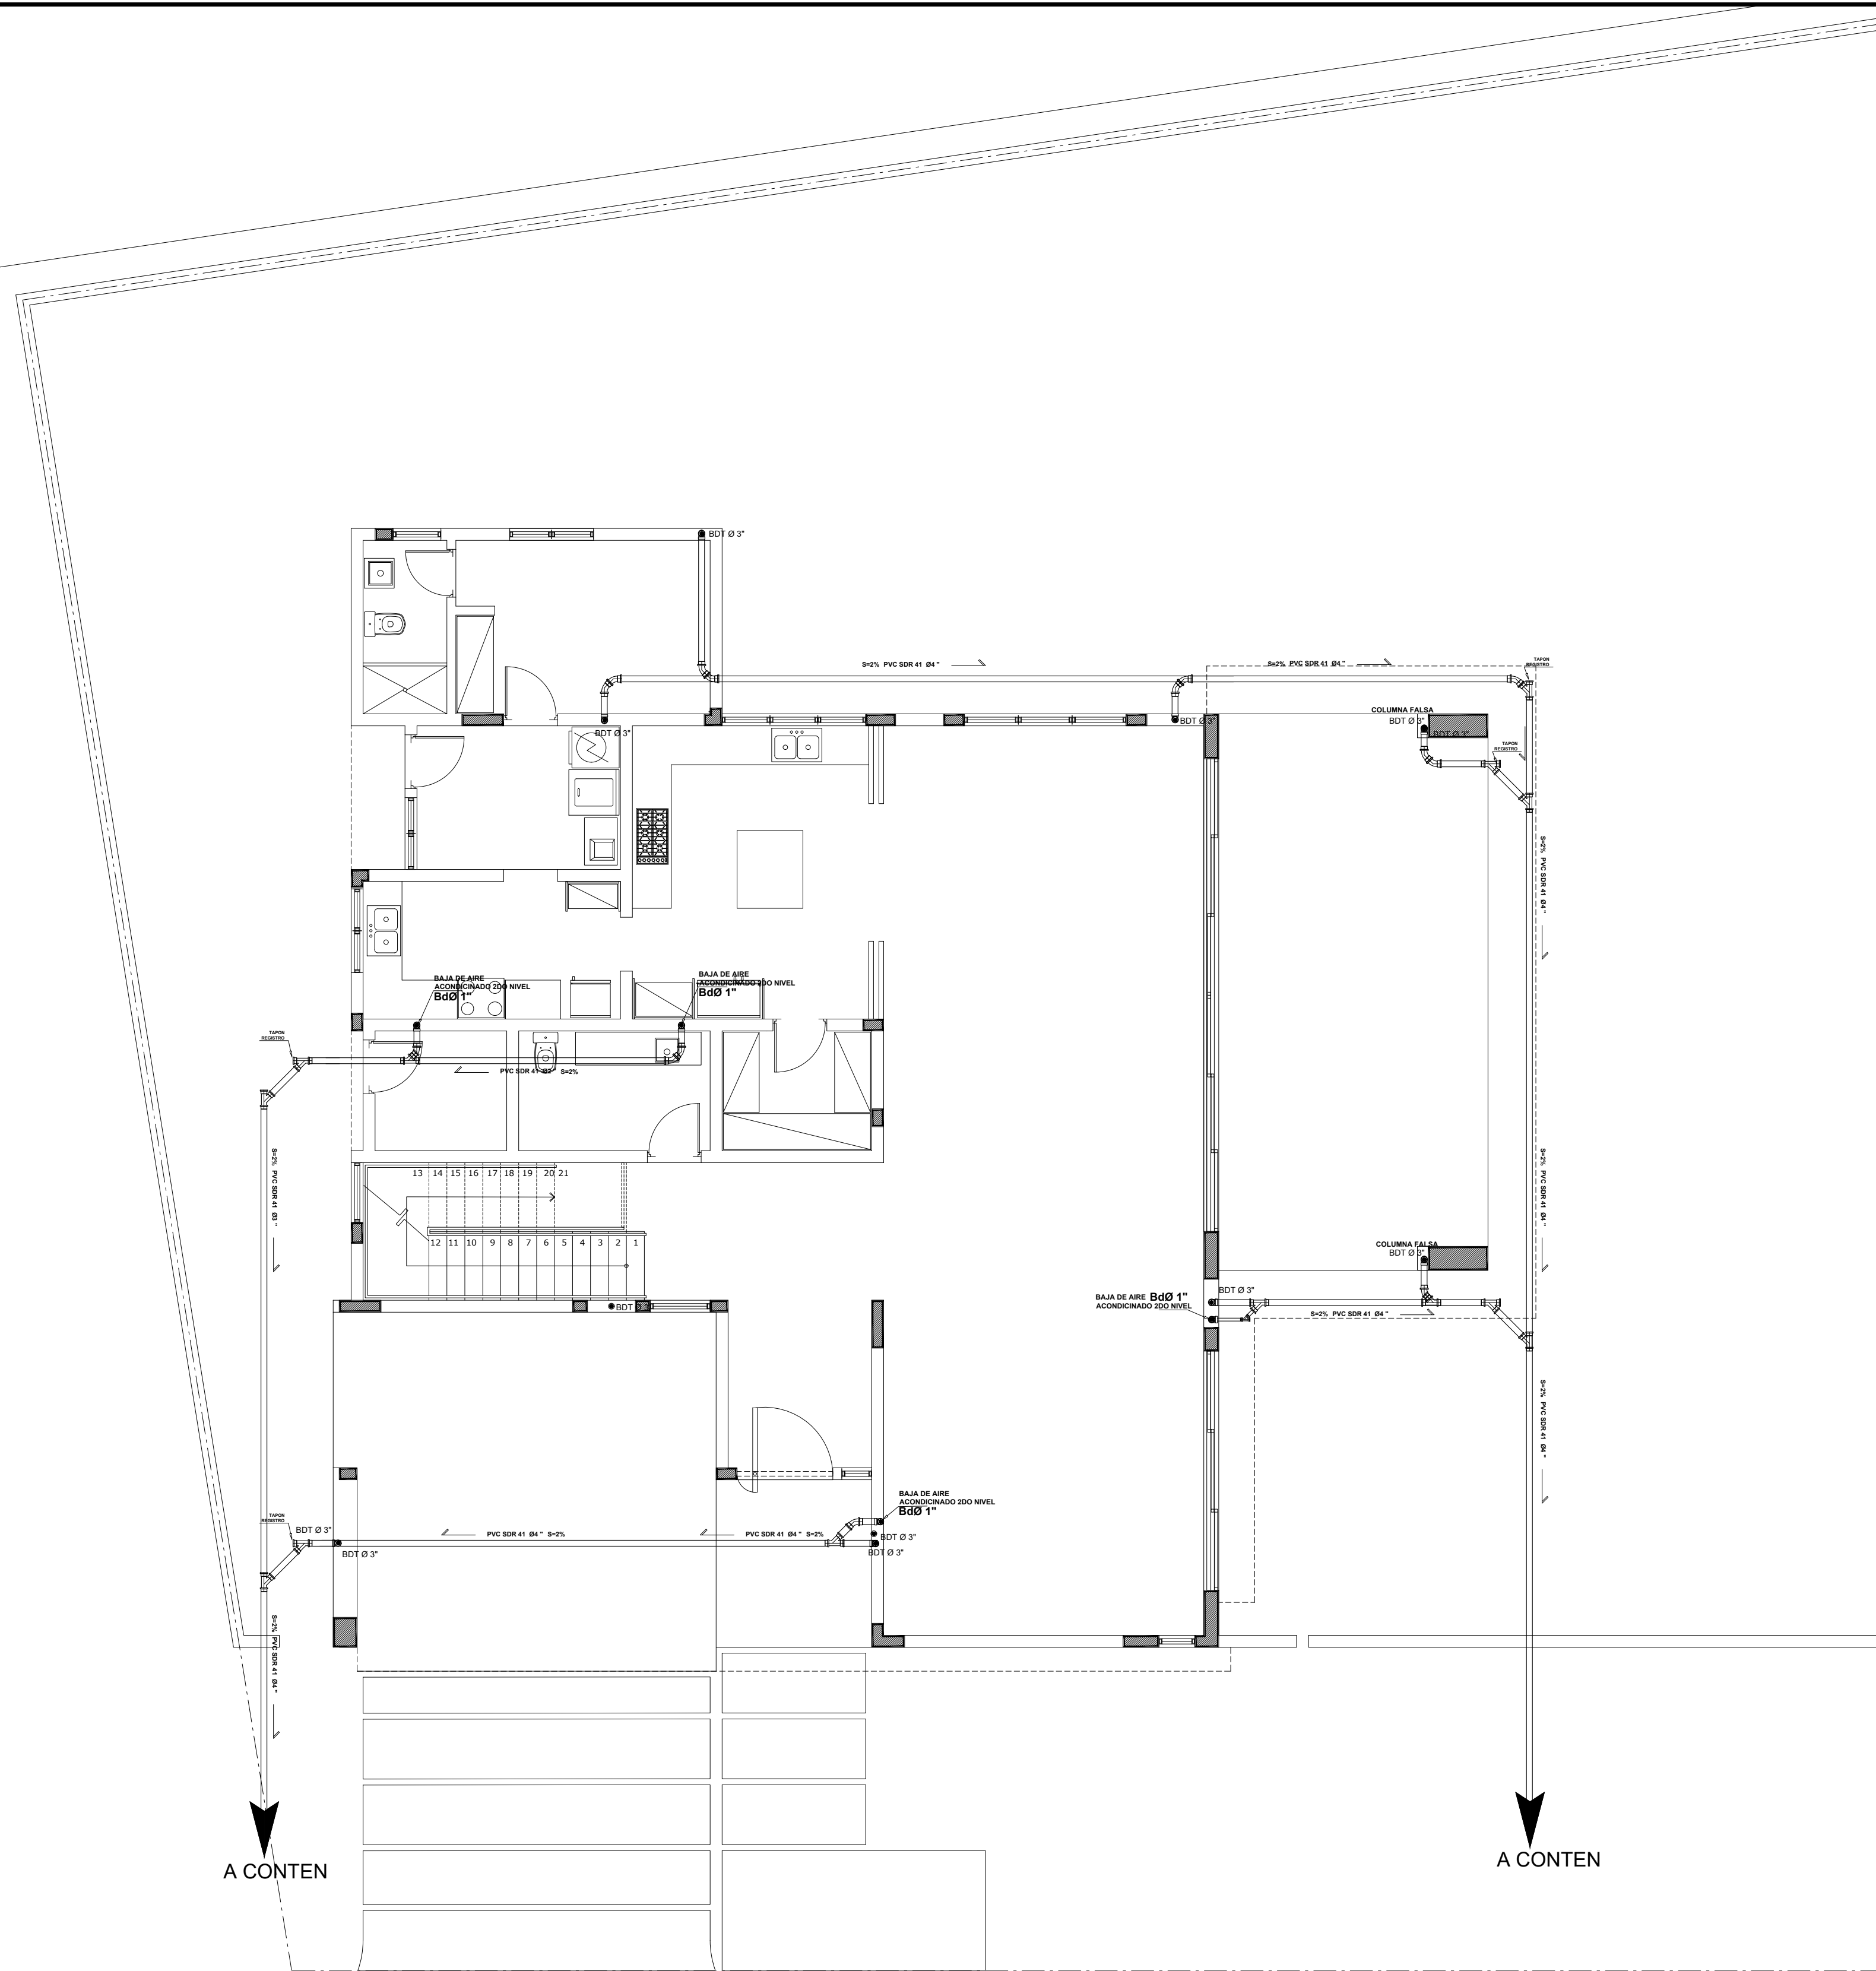 BDT Ø 3"
S=2% PVC SDR 41 Ø4 "
S=2% PVC SDR 41 Ø4 "
TAPON
REGISTRO
COLUMNA FALSA
BDT Ø 3"
BDT Ø 3"
BDT Ø 3"
BDT Ø 3"
TAPON
REGISTRO
S=2% PVC SDR 41 Ø4 "
BAJA DE AIRE
ACONDICINADO 2DO NIVEL
BdØ 1"
BAJA DE AIRE
ACONDICINADO 2DO NIVEL
BdØ 1"
TAPON
REGISTRO
PVC SDR 41 Ø2" S=2%
S=2% PVC SDR 41 Ø3 "
S=2% PVC SDR 41 Ø4 "
13 14 15 16 17 18 19 20 21
12 11 10 9 8 7 6 5 4 3 2 1
COLUMNA FALSA
BDT Ø 3"
BDT Ø 3"
BAJA DE AIRE BdØ 1"
ACONDICINADO 2DO NIVEL
BDT Ø 3"
S=2% PVC SDR 41 Ø4 "
S=2% PVC SDR 41 Ø4 "
BAJA DE AIRE
ACONDICINADO 2DO NIVEL
BdØ 1"
TAPON
REGISTRO
BDT Ø 3"
PVC SDR 41 Ø4 " S=2%
PVC SDR 41 Ø4 " S=2%
BDT Ø 3"
BDT Ø 3"
BDT Ø 3"
S=2% PVC SDR 41 Ø4 "
A CONTEN
A CONTEN